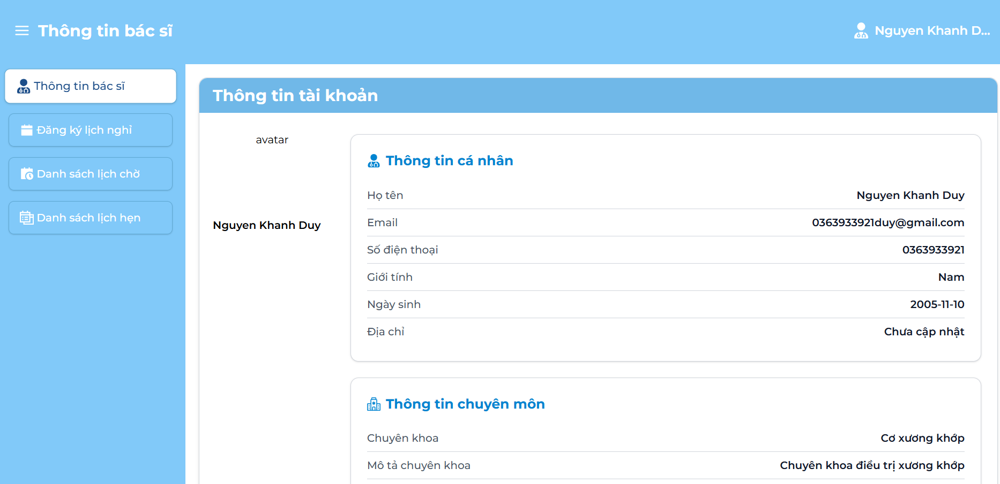 Thông tin bác sĩ
Nguyen Khanh D...
Thông tin bác sĩ
Đăng ký lịch nghỉ
Danh sách lịch chờ
Danh sách lịch hẹn
Thông tin tài khoản
avatar
Nguyen Khanh Duy
Thông tin cá nhân
Họ tên Nguyen Khanh Duy
Email 0363933921duy@gmail.com
Số điện thoại 0363933921
Giới tính Nam
Ngày sinh 2005-11-10
Địa chỉ Chưa cập nhật
Thông tin chuyên môn
Chuyên khoa Cơ xương khớp
Mô tả chuyên khoa Chuyên khoa điều trị xương khớp